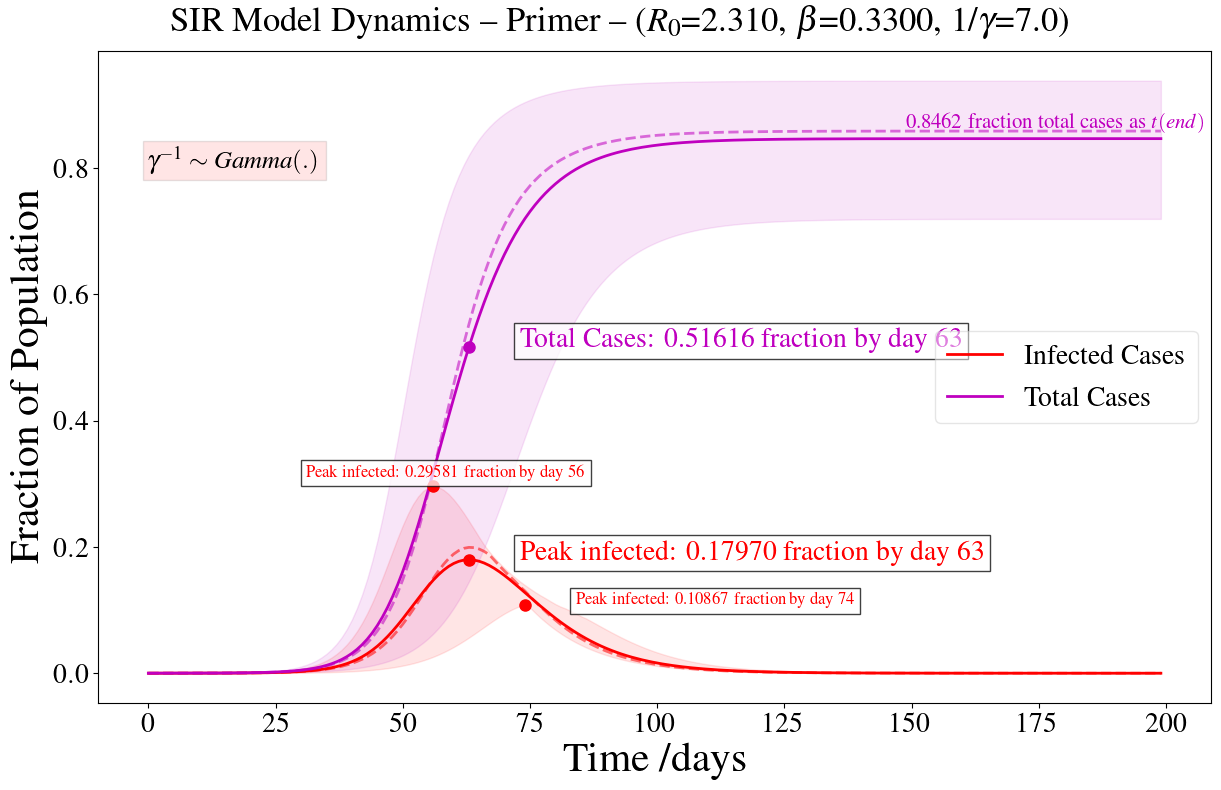 SIR Model Dynamics – Primer – (R₀=2.310, β=0.3300, 1/γ=7.0)
0.8462 fraction total cases as t(end)
γ⁻¹ ∼ Gamma(.)
Total Cases: 0.51616 fraction by day 63
Infected Cases
Total Cases
Peak infected: 0.29581 fraction by day 56
Peak infected: 0.17970 fraction by day 63
Peak infected: 0.10867 fraction by day 74
Fraction of Population
0.8
0.6
0.4
0.2
0.0
0 25 50 75 100 125 150 175 200
Time /days